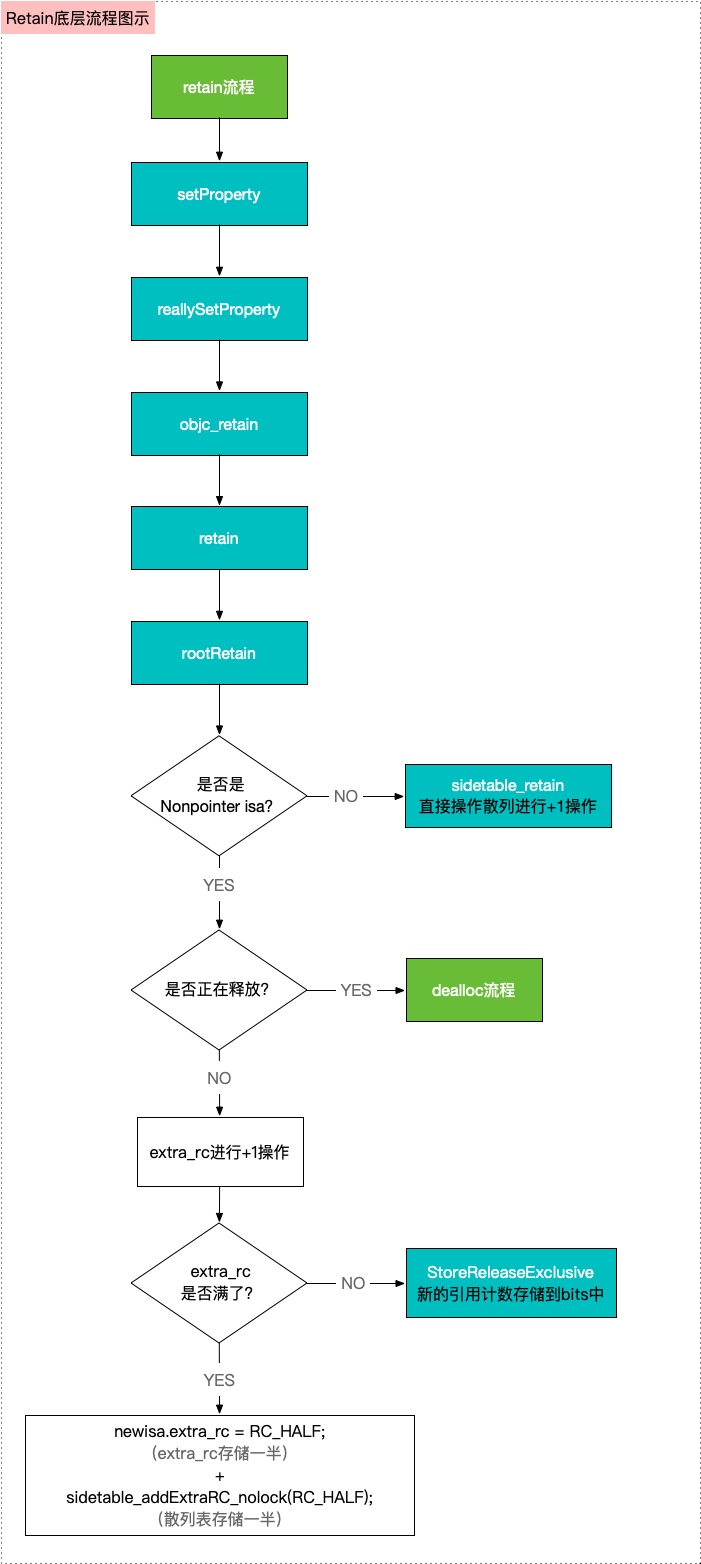 Retain底层流程图示
retain流程
setProperty
reallySetProperty
objc_retain
retain
rootRetain
是否是
Nonpointer isa?
NO
sidetable_retain
直接操作散列进行+1操作
YES
是否正在释放?
YES
dealloc流程
NO
extra_rc进行+1操作
extra_rc
是否满了?
NO
StoreReleaseExclusive
新的引用计数存储到bits中
YES
newisa.extra_rc = RC_HALF;
（extra_rc存储一半）
+
sidetable_addExtraRC_nolock(RC_HALF);
（散列表存储一半）